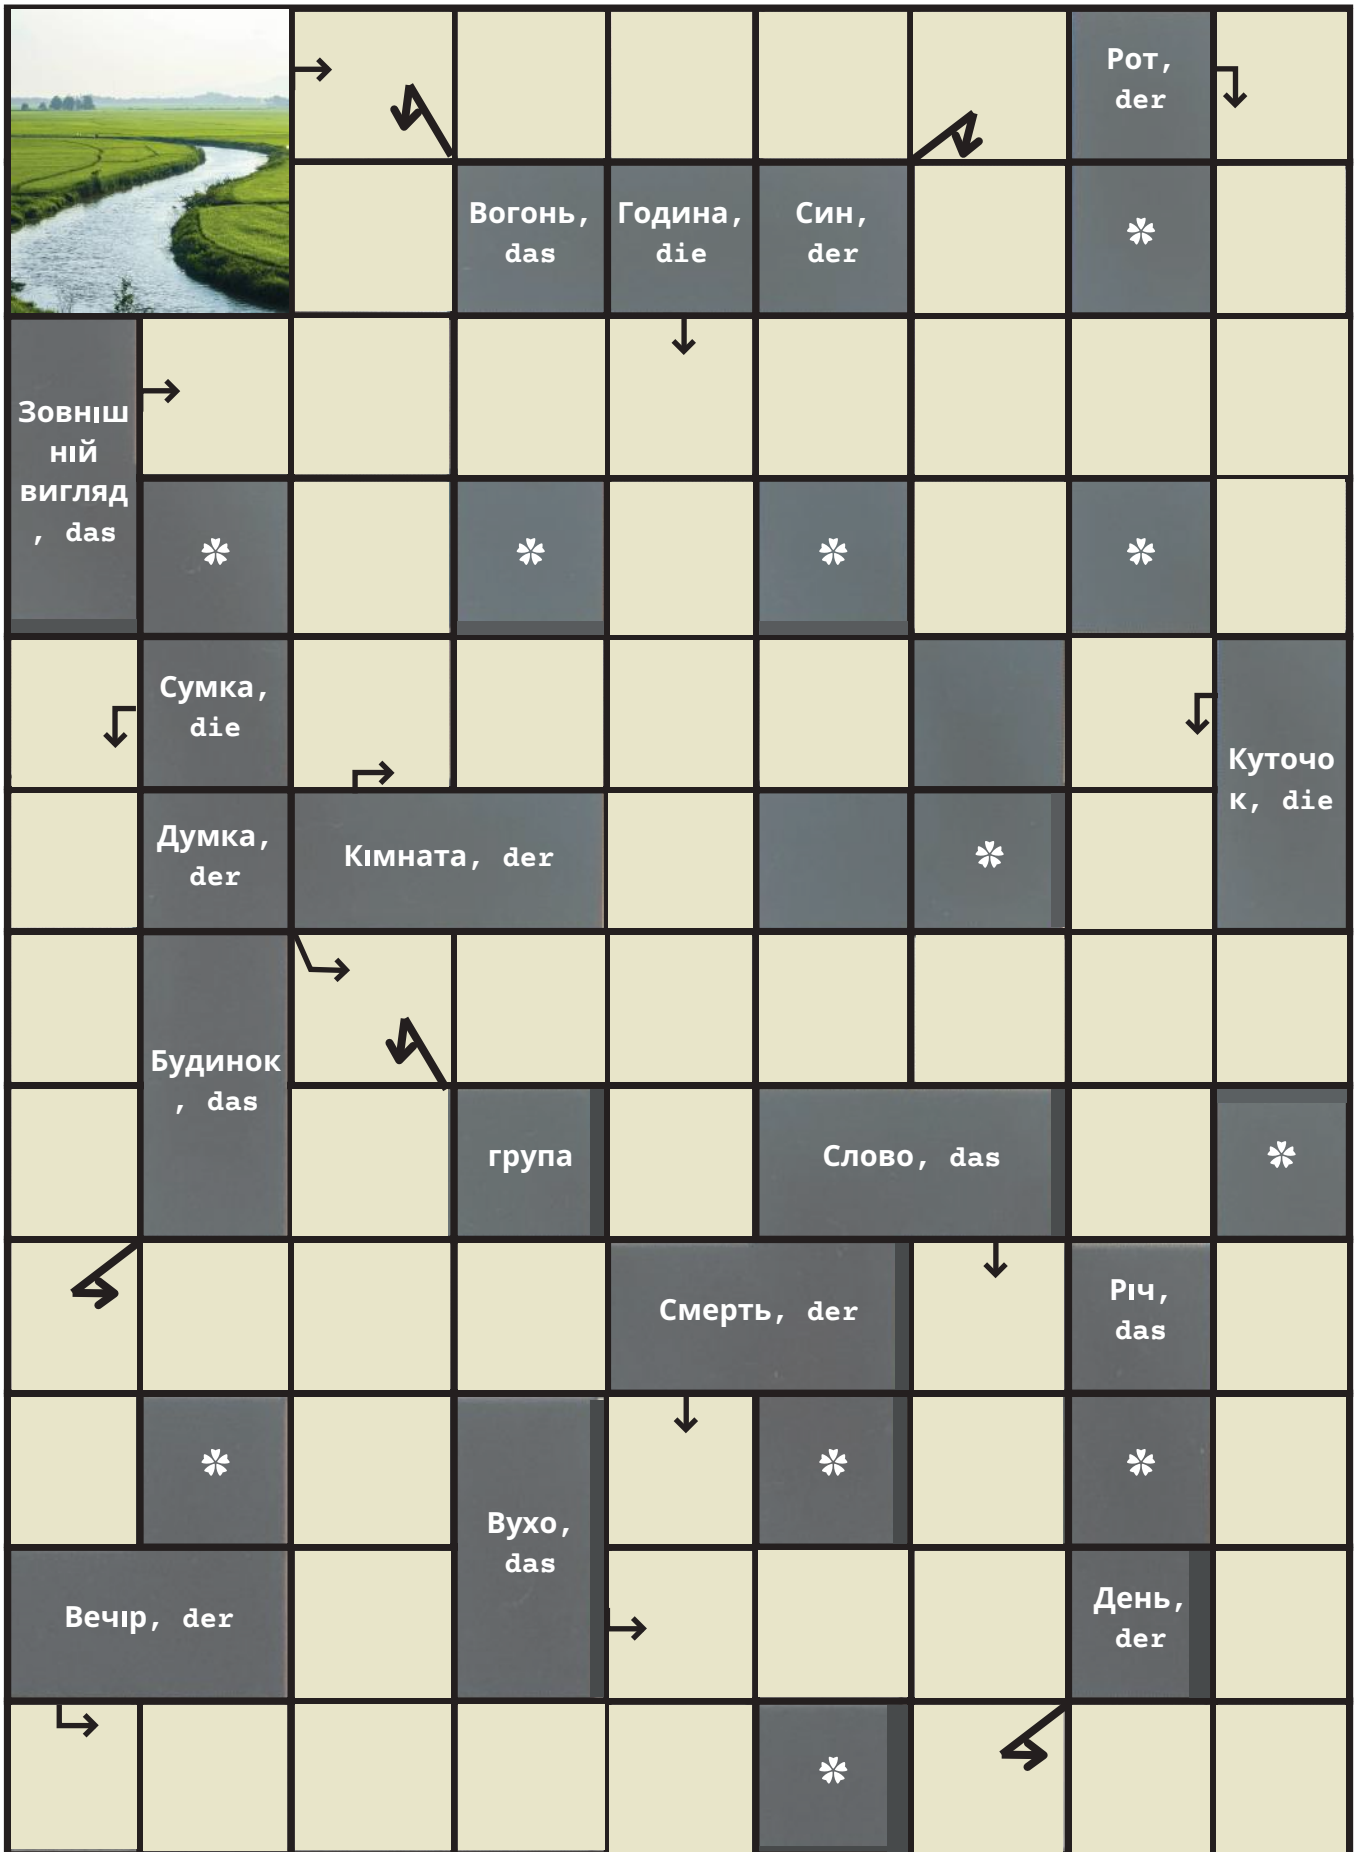 Рот,
der
Вогонь,
das
Година,
die
Син,
der
Зовніш
ній
вигляд
, das
Сумка,
die
Куточо
к, die
Думка,
der
Кімната, der
Будинок
, das
група
Слово, das
Смерть, der
Річ,
das
Вухо,
das
Вечір, der
День,
der